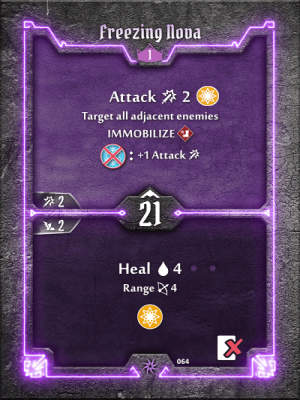 Freezing Nova
1
Attack 2
Target all adjacent enemies
IMMOBILIZE
: +1 Attack
2
21
2
Heal 4
Range 4
064